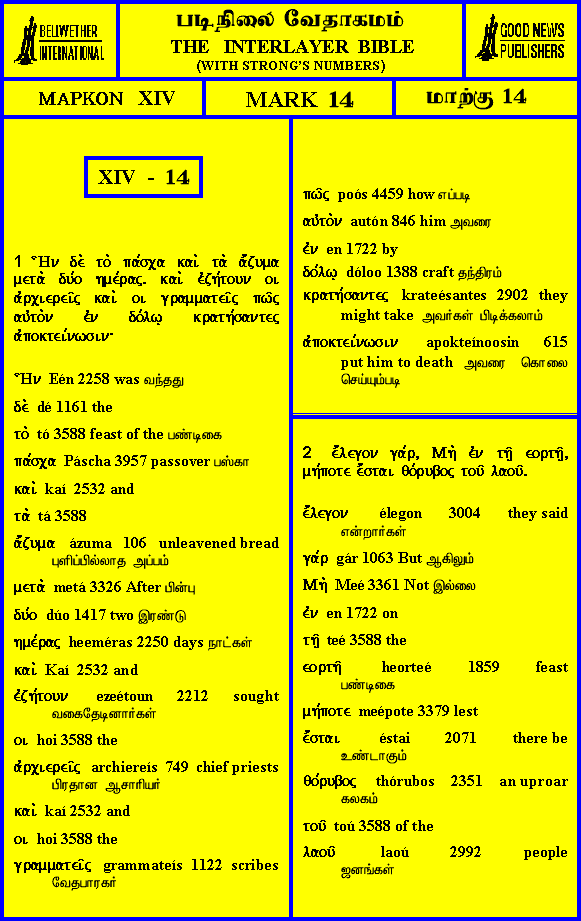 BELLWETHER
INTERNATIONAL
படிநிலை வேதாகமம்
THE INTERLAYER BIBLE
(WITH STRONG'S NUMBERS)
GOOD NEWS
PUBLISHERS
ΜΑΡΚΟΝ XIV
MARK 14
மாற்கு 14
XIV - 14
1 Ἦν δὲ τὸ πάσχα καὶ τὰ ἄζυμα
μετὰ δύο ημέρας. καὶ ἐζήτουν οι
ἀρχιερεῖς καὶ οι γραμματεῖς πῶς
αὐτὸν ἐν δόλῳ κρατήσαντες
ἀποκτείνωσιν·
Ἦν Eén 2258 was வந்தது
δὲ dé 1161 the
τὸ tó 3588 feast of the பண்டிகை
πάσχα Páscha 3957 passover பஸ்கா
καὶ kaí 2532 and
τὰ tá 3588
ἄζυμα ázuma 106 unleavened bread
புளிப்பில்லாத அப்பம்
μετὰ metá 3326 After பின்பு
δύο dúo 1417 two இரண்டு
ημέρας heeméras 2250 days நாட்கள்
καὶ Kaí 2532 and
ἐζήτουν ezeétoun 2212 sought
வகைதேடினார்கள்
οι hoi 3588 the
ἀρχιερεῖς archiereís 749 chief priests
பிரதான ஆசாரியர்
καὶ kaí 2532 and
οι hoi 3588 the
γραμματεῖς grammateís 1122 scribes
வேதபாரகர்
πῶς poós 4459 how எப்படி
αὐτὸν autón 846 him அவரை
ἐν en 1722 by
δόλῳ dóloo 1388 craft தந்திரம்
κρατήσαντες krateésantes 2902 they
might take அவர்கள் பிடிக்கலாம்
ἀποκτείνωσιν apokteínoosin 615
put him to death அவரை கொலை
செய்யும்படி
2 ἔλεγον γάρ, Μὴ ἐν τῇ εορτῇ,
μήποτε ἔσται θόρυβος τοῦ λαοῦ.
ἔλεγον élegon 3004 they said
என்றார்கள்
γάρ gár 1063 But ஆகிலும்
Μὴ Meé 3361 Not இல்லை
ἐν en 1722 on
τῇ teé 3588 the
εορτῇ heorteé 1859 feast
பண்டிகை
μήποτε meépote 3379 lest
ἔσται éstai 2071 there be
உண்டாகும்
θόρυβος thórubos 2351 an uproar
கலகம்
τοῦ toú 3588 of the
λαοῦ laoú 2992 people
ஜனங்கள்